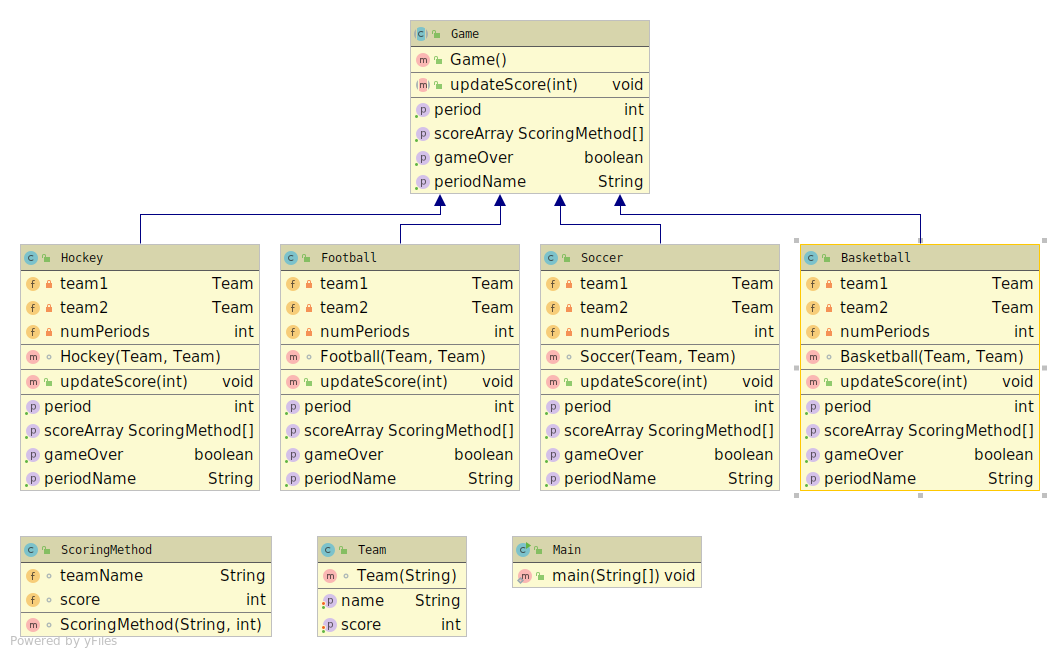 Game
Game()
updateScore(int) void
period int
scoreArray ScoringMethod[]
gameOver boolean
periodName String
Hockey
team1 Team
team2 Team
numPeriods int
Hockey(Team, Team)
updateScore(int) void
period int
scoreArray ScoringMethod[]
gameOver boolean
periodName String
Football
team1 Team
team2 Team
numPeriods int
Football(Team, Team)
updateScore(int) void
period int
scoreArray ScoringMethod[]
gameOver boolean
periodName String
Soccer
team1 Team
team2 Team
numPeriods int
Soccer(Team, Team)
updateScore(int) void
period int
scoreArray ScoringMethod[]
gameOver boolean
periodName String
Basketball
team1 Team
team2 Team
numPeriods int
Basketball(Team, Team)
updateScore(int) void
period int
scoreArray ScoringMethod[]
gameOver boolean
periodName String
ScoringMethod
teamName String
score int
ScoringMethod(String, int)
Team
Team(String)
name String
score int
Main
main(String[]) void
Powered by yFiles